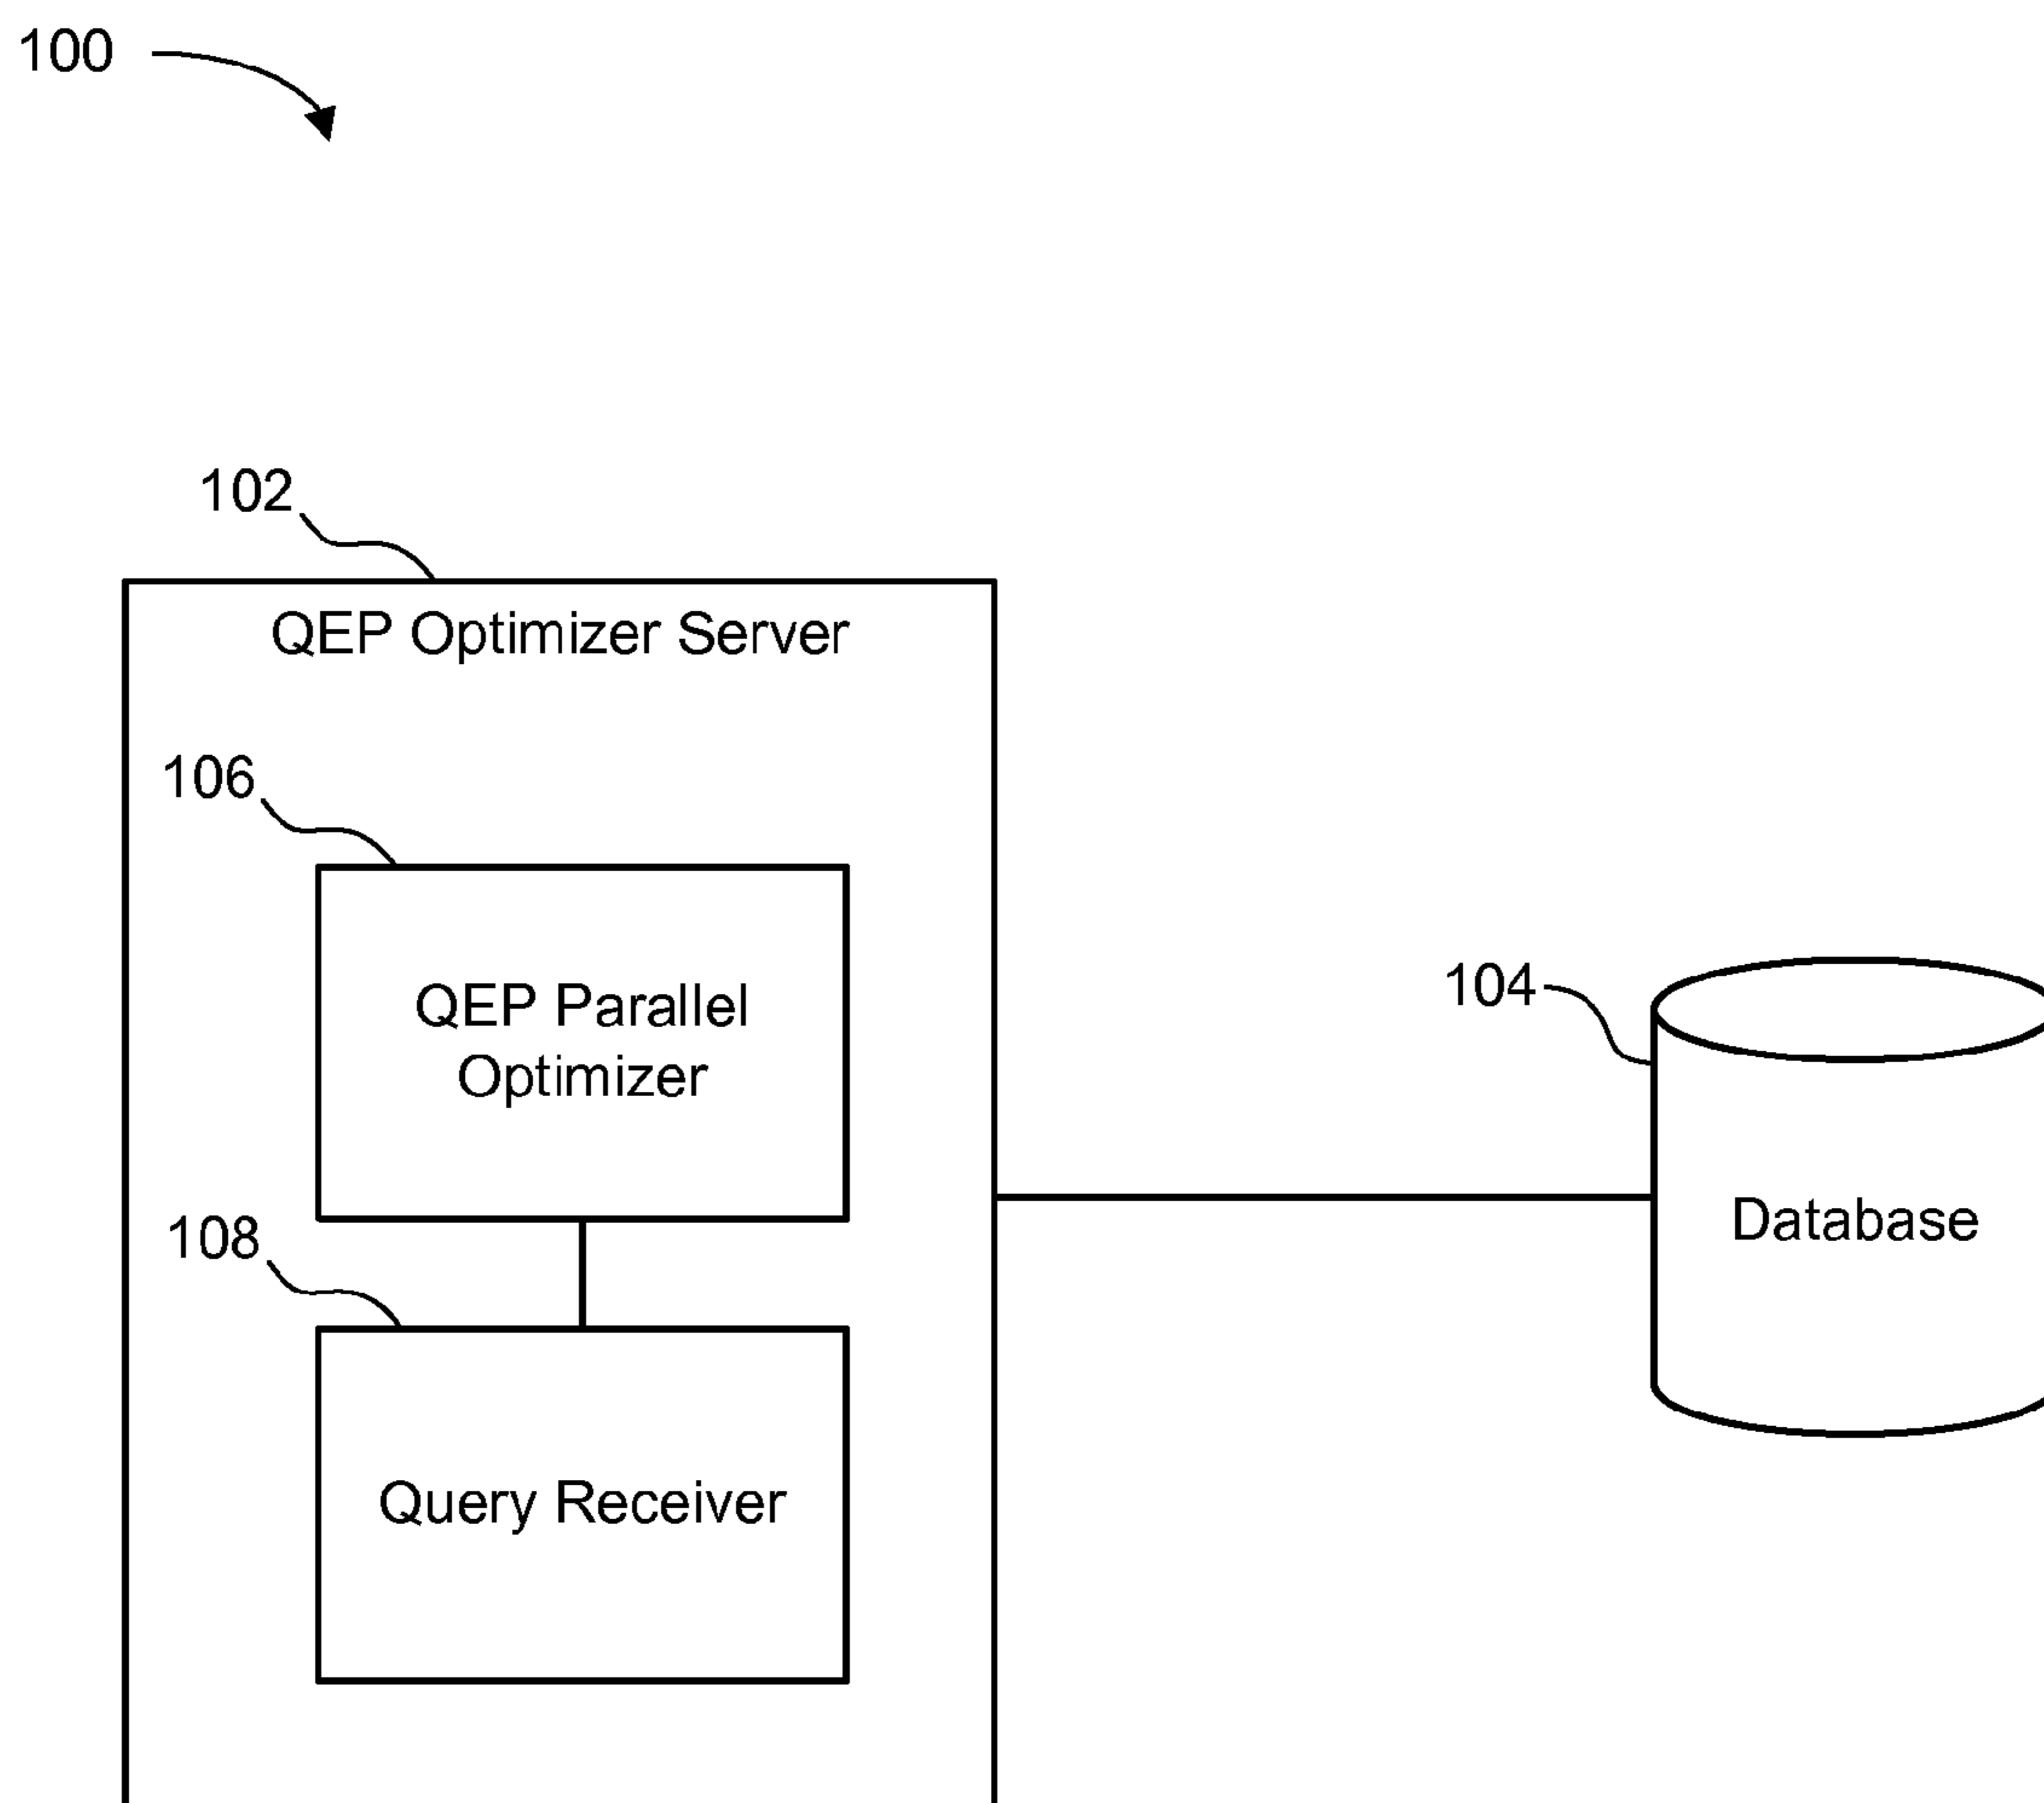 100
102
QEP Optimizer Server
106
QEP Parallel
Optimizer
104
Database
108
Query Receiver